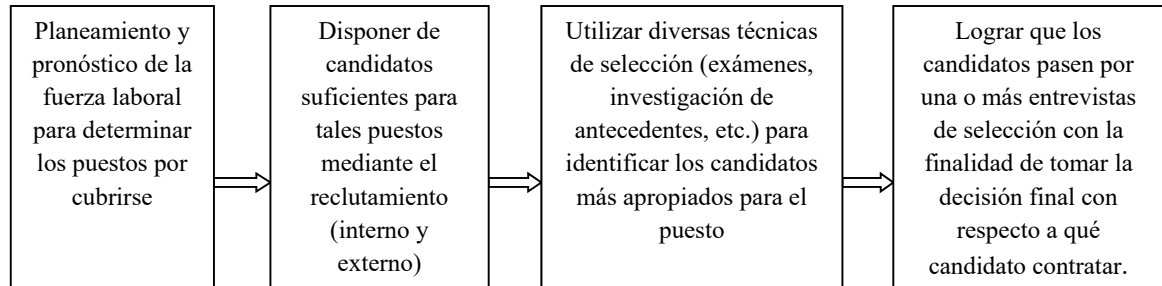 Planeamiento y
pronóstico de la
fuerza laboral
para determinar
los puestos por
cubrirse
Disponer de
candidatos
suficientes para
tales puestos
mediante el
reclutamiento
(interno y
externo)
Utilizar diversas técnicas
de selección (exámenes,
investigación de
antecedentes, etc.) para
identificar los candidatos
más apropiados para el
puesto
Lograr que los
candidatos pasen por
una o más entrevistas
de selección con la
finalidad de tomar la
decisión final con
respecto a qué
candidato contratar.